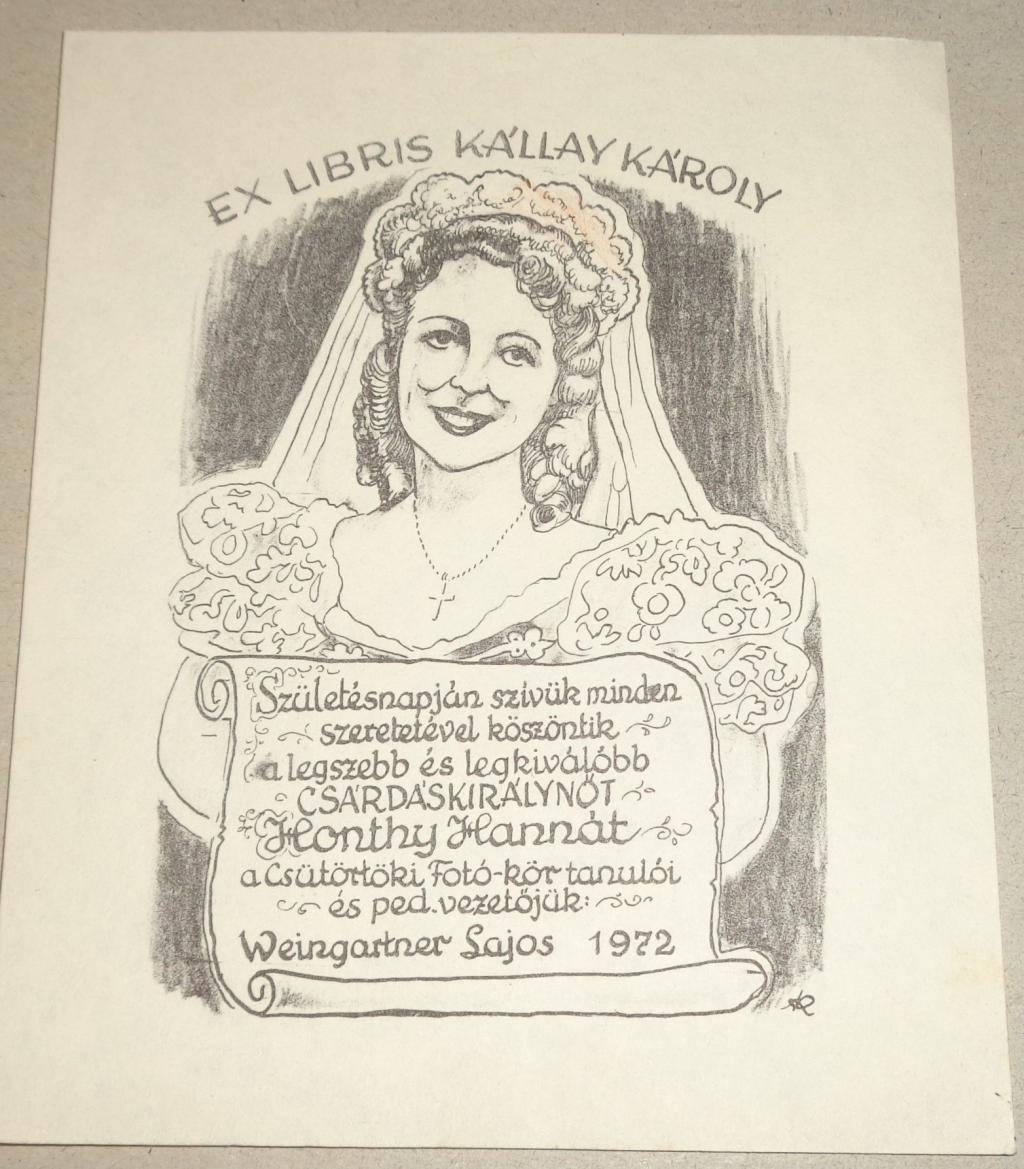 EX LIBRIS KÁLLAY KÁROLY
Születésnapján szívük minden
szeretetével köszöntik
a legszebb és legkiválóbb
CSÁRDÁSKIRÁLYNŐT
Honthy Hannát
a Csütörtöki Fotó-kör tanulói
és ped. vezetőjük:
Weingartner Lajos 1972